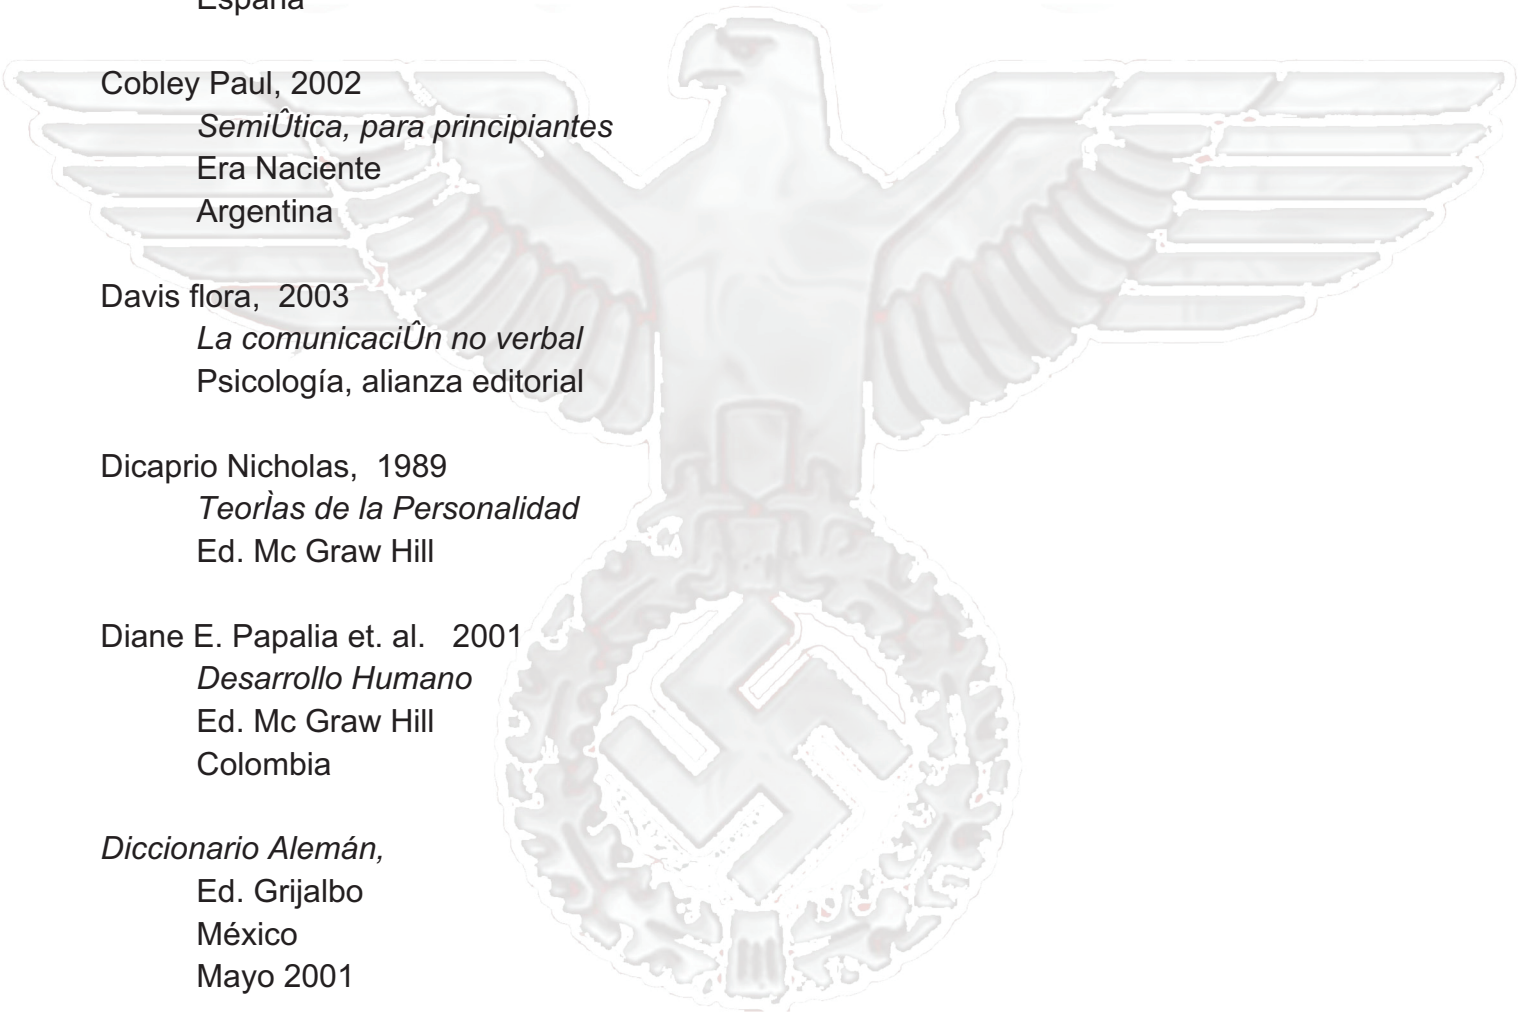 España
Cobley Paul, 2002
SemiÛtica, para principiantes
Era Naciente
Argentina
Davis flora, 2003
La comunicaciÛn no verbal
Psicología, alianza editorial
Dicaprio Nicholas, 1989
TeorÌas de la Personalidad
Ed. Mc Graw Hill
Diane E. Papalia et. al. 2001
Desarrollo Humano
Ed. Mc Graw Hill
Colombia
Diccionario Alemán,
Ed. Grijalbo
México
Mayo 2001